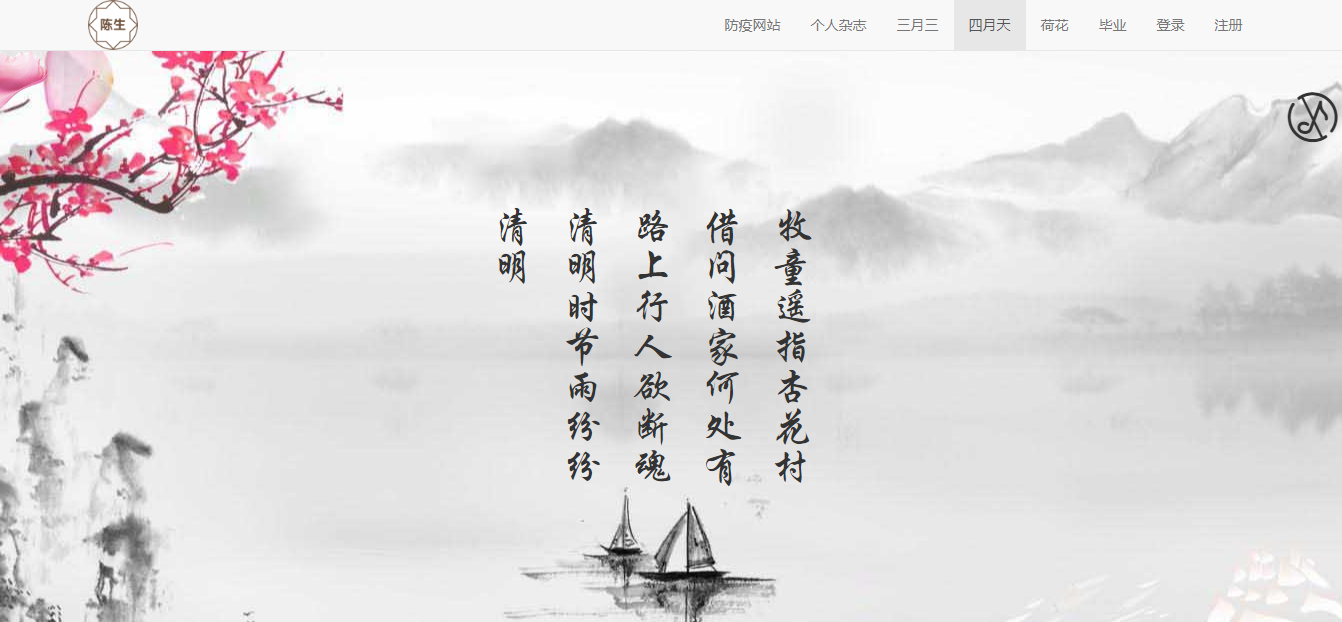 陈生
防疫网站
个人杂志
三月三
四月天
荷花
毕业
登录
注册
清明
清明时节雨纷纷
路上行人欲断魂
借问酒家何处有
牧童遥指杏花村